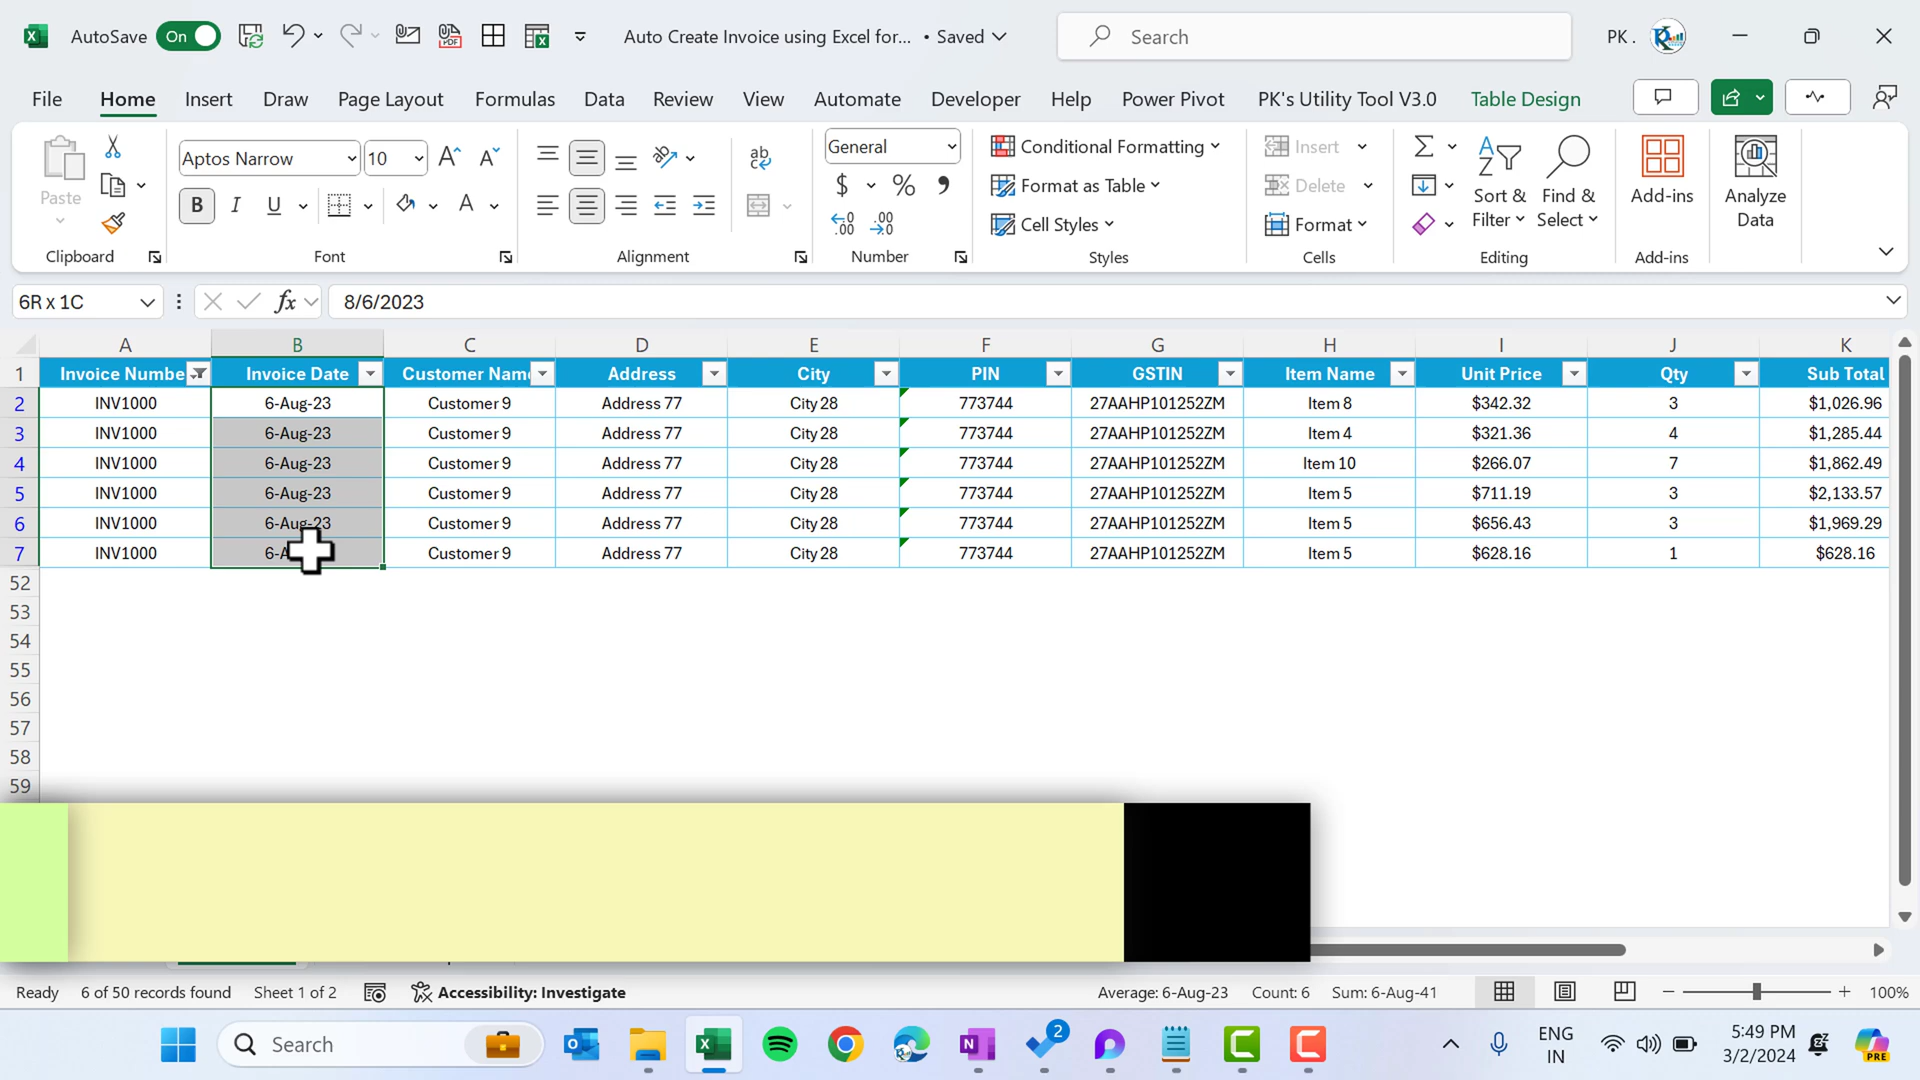 AutoSave On Auto Create Invoice using Excel for... • Saved Search PK .
File Home Insert Draw Page Layout Formulas Data Review View Automate Developer Help Power Pivot PK's Utility Tool V3.0 Table Design
Paste Aptos Narrow 10 A A General Conditional Formatting Insert Σ
B I U A $ % , Format as Table Delete Sort & Filter Find & Select Add-ins Analyze Data
Cell Styles Format
Clipboard Font Alignment Number Styles Cells Editing Add-ins
6R x 1C fx 8/6/2023
A B C D E F G H I J K
1 Invoice Numbe Invoice Date Customer Nam Address City PIN GSTIN Item Name Unit Price Qty Sub Total
2 INV1000 6-Aug-23 Customer 9 Address 77 City 28 773744 27AAHP101252ZM Item 8 $342.32 3 $1,026.96
3 INV1000 6-Aug-23 Customer 9 Address 77 City 28 773744 27AAHP101252ZM Item 4 $321.36 4 $1,285.44
4 INV1000 6-Aug-23 Customer 9 Address 77 City 28 773744 27AAHP101252ZM Item 10 $266.07 7 $1,862.49
5 INV1000 6-Aug-23 Customer 9 Address 77 City 28 773744 27AAHP101252ZM Item 5 $711.19 3 $2,133.57
6 INV1000 6-Aug-23 Customer 9 Address 77 City 28 773744 27AAHP101252ZM Item 5 $656.43 3 $1,969.29
7 INV1000 6-A Customer 9 Address 77 City 28 773744 27AAHP101252ZM Item 5 $628.16 1 $628.16
52
53
54
55
56
57
58
59
Ready 6 of 50 records found Sheet 1 of 2 Accessibility: Investigate Average: 6-Aug-23 Count: 6 Sum: 6-Aug-41 100%
Search 2 ENG IN 5:49 PM 3/2/2024 PRE